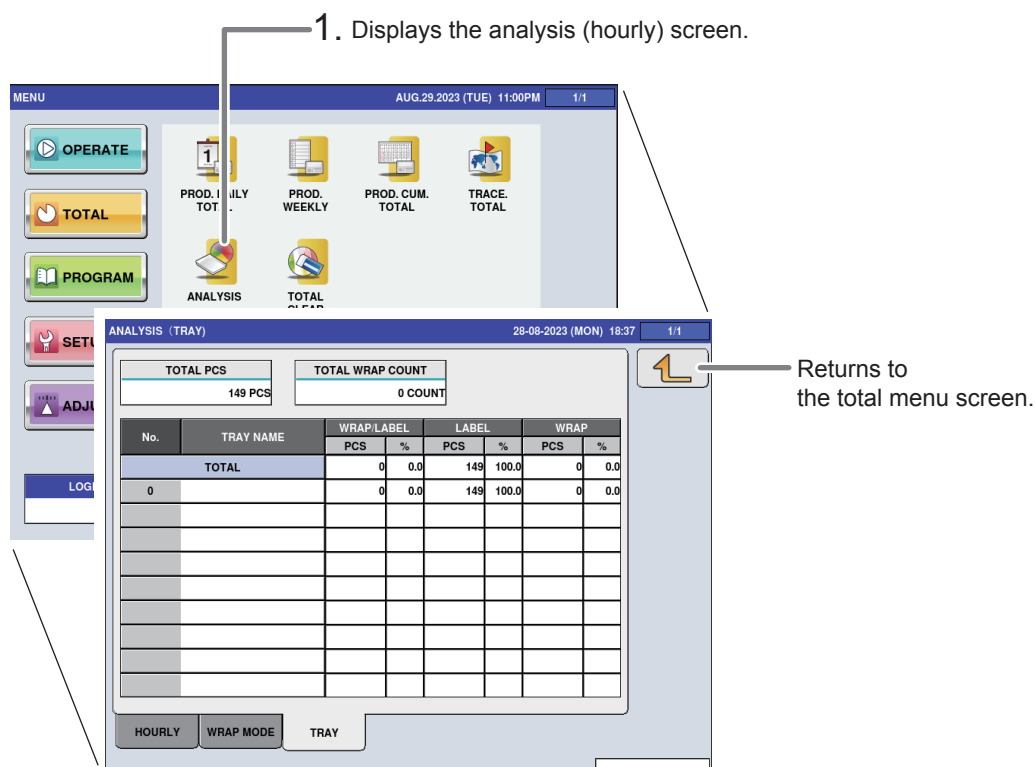 1. Displays the analysis (hourly) screen.
MENU AUG.29.2023 (TUE) 11:00PM 1/1
OPERATE
TOTAL
PROGRAM
1
PROD. WEEKLY
PROD. CUM. TOTAL
TRACE. TOTAL
ANALYSIS
TOTAL
ANALYSIS (TRAY) 28-08-2023 (MON) 18:37 1/1
Returns to
the total menu screen.
TOTAL PCS TOTAL WRAP COUNT
149 PCS 0 COUNT
No. TRAY NAME WRAP/LABEL LABEL WRAP
PCS % PCS % PCS %
TOTAL 0 0.0 149 100.0 0 0.0
0 0 0.0 149 100.0 0 0.0
HOURLY WRAP MODE TRAY